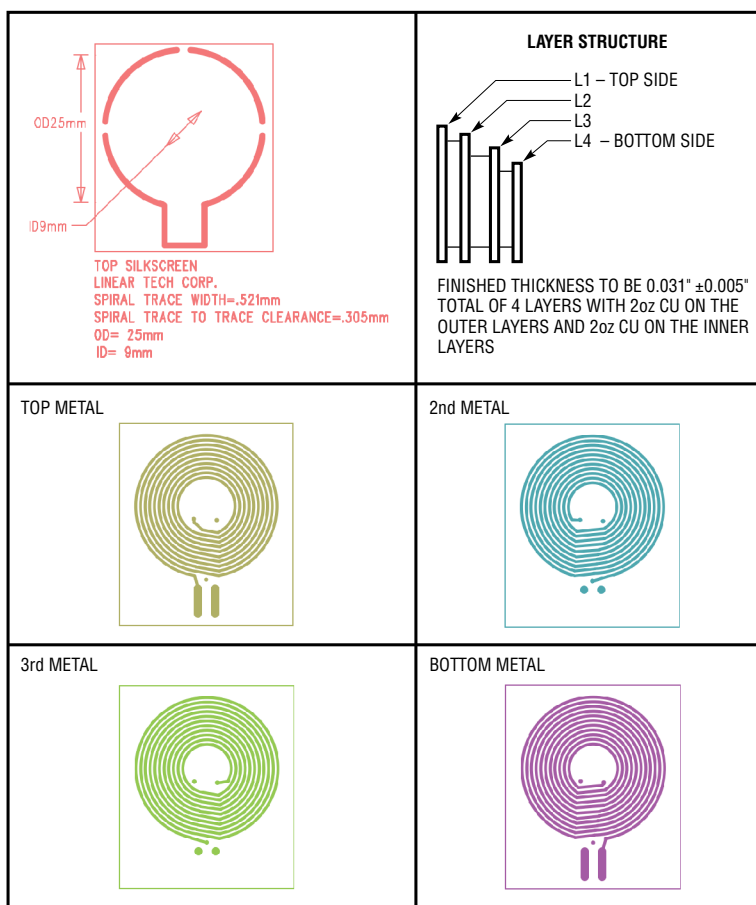 OD25mm
ID9mm
TOP SILKSCREEN
LINEAR TECH CORP.
SPIRAL TRACE WIDTH=.521mm
SPIRAL TRACE TO TRACE CLEARANCE=.305mm
OD= 25mm
ID= 9mm
LAYER STRUCTURE
L1 – TOP SIDE
L2
L3
L4 – BOTTOM SIDE
FINISHED THICKNESS TO BE 0.031" ±0.005"
TOTAL OF 4 LAYERS WITH 2oz CU ON THE
OUTER LAYERS AND 2oz CU ON THE INNER
LAYERS
TOP METAL
2nd METAL
3rd METAL
BOTTOM METAL